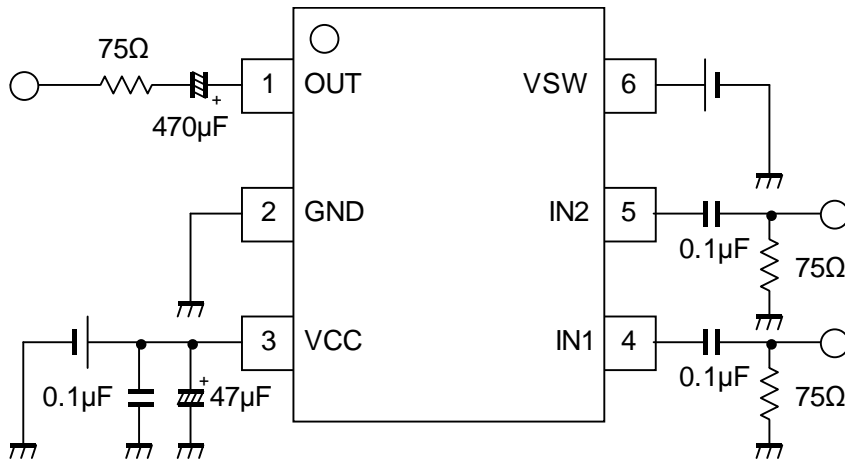 75Ω
470µF
+
1 OUT
VSW 6
2 GND
IN2 5
0.1µF
75Ω
3 VCC
IN1 4
0.1µF
+
47µF
0.1µF
75Ω